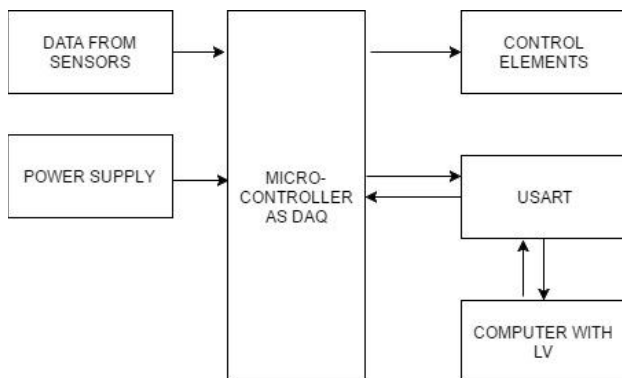 DATA FROM
SENSORS
CONTROL
ELEMENTS
POWER SUPPLY
MICRO-
CONTROLLER
AS DAQ
USART
COMPUTER WITH
LV